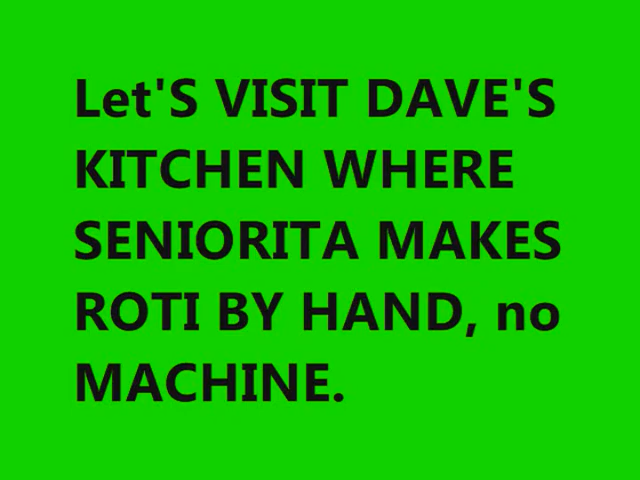 Let'S VISIT DAVE'S
KITCHEN WHERE
SENIORITA MAKES
ROTI BY HAND, no
MACHINE.